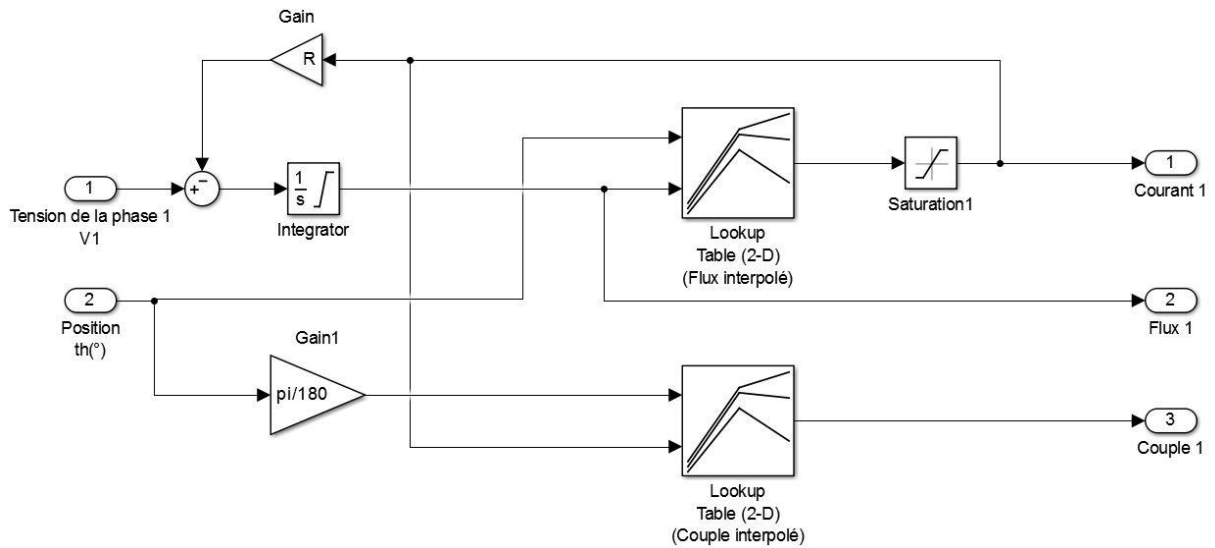 Gain
R
1
Tension de la phase 1
V1
+
−
1
s
Integrator
Lookup
Table (2-D)
(Flux interpolé)
Saturation1
1
Courant 1
2
Position
th(°)
2
Flux 1
Gain1
pi/180
Lookup
Table (2-D)
(Couple interpolé)
3
Couple 1